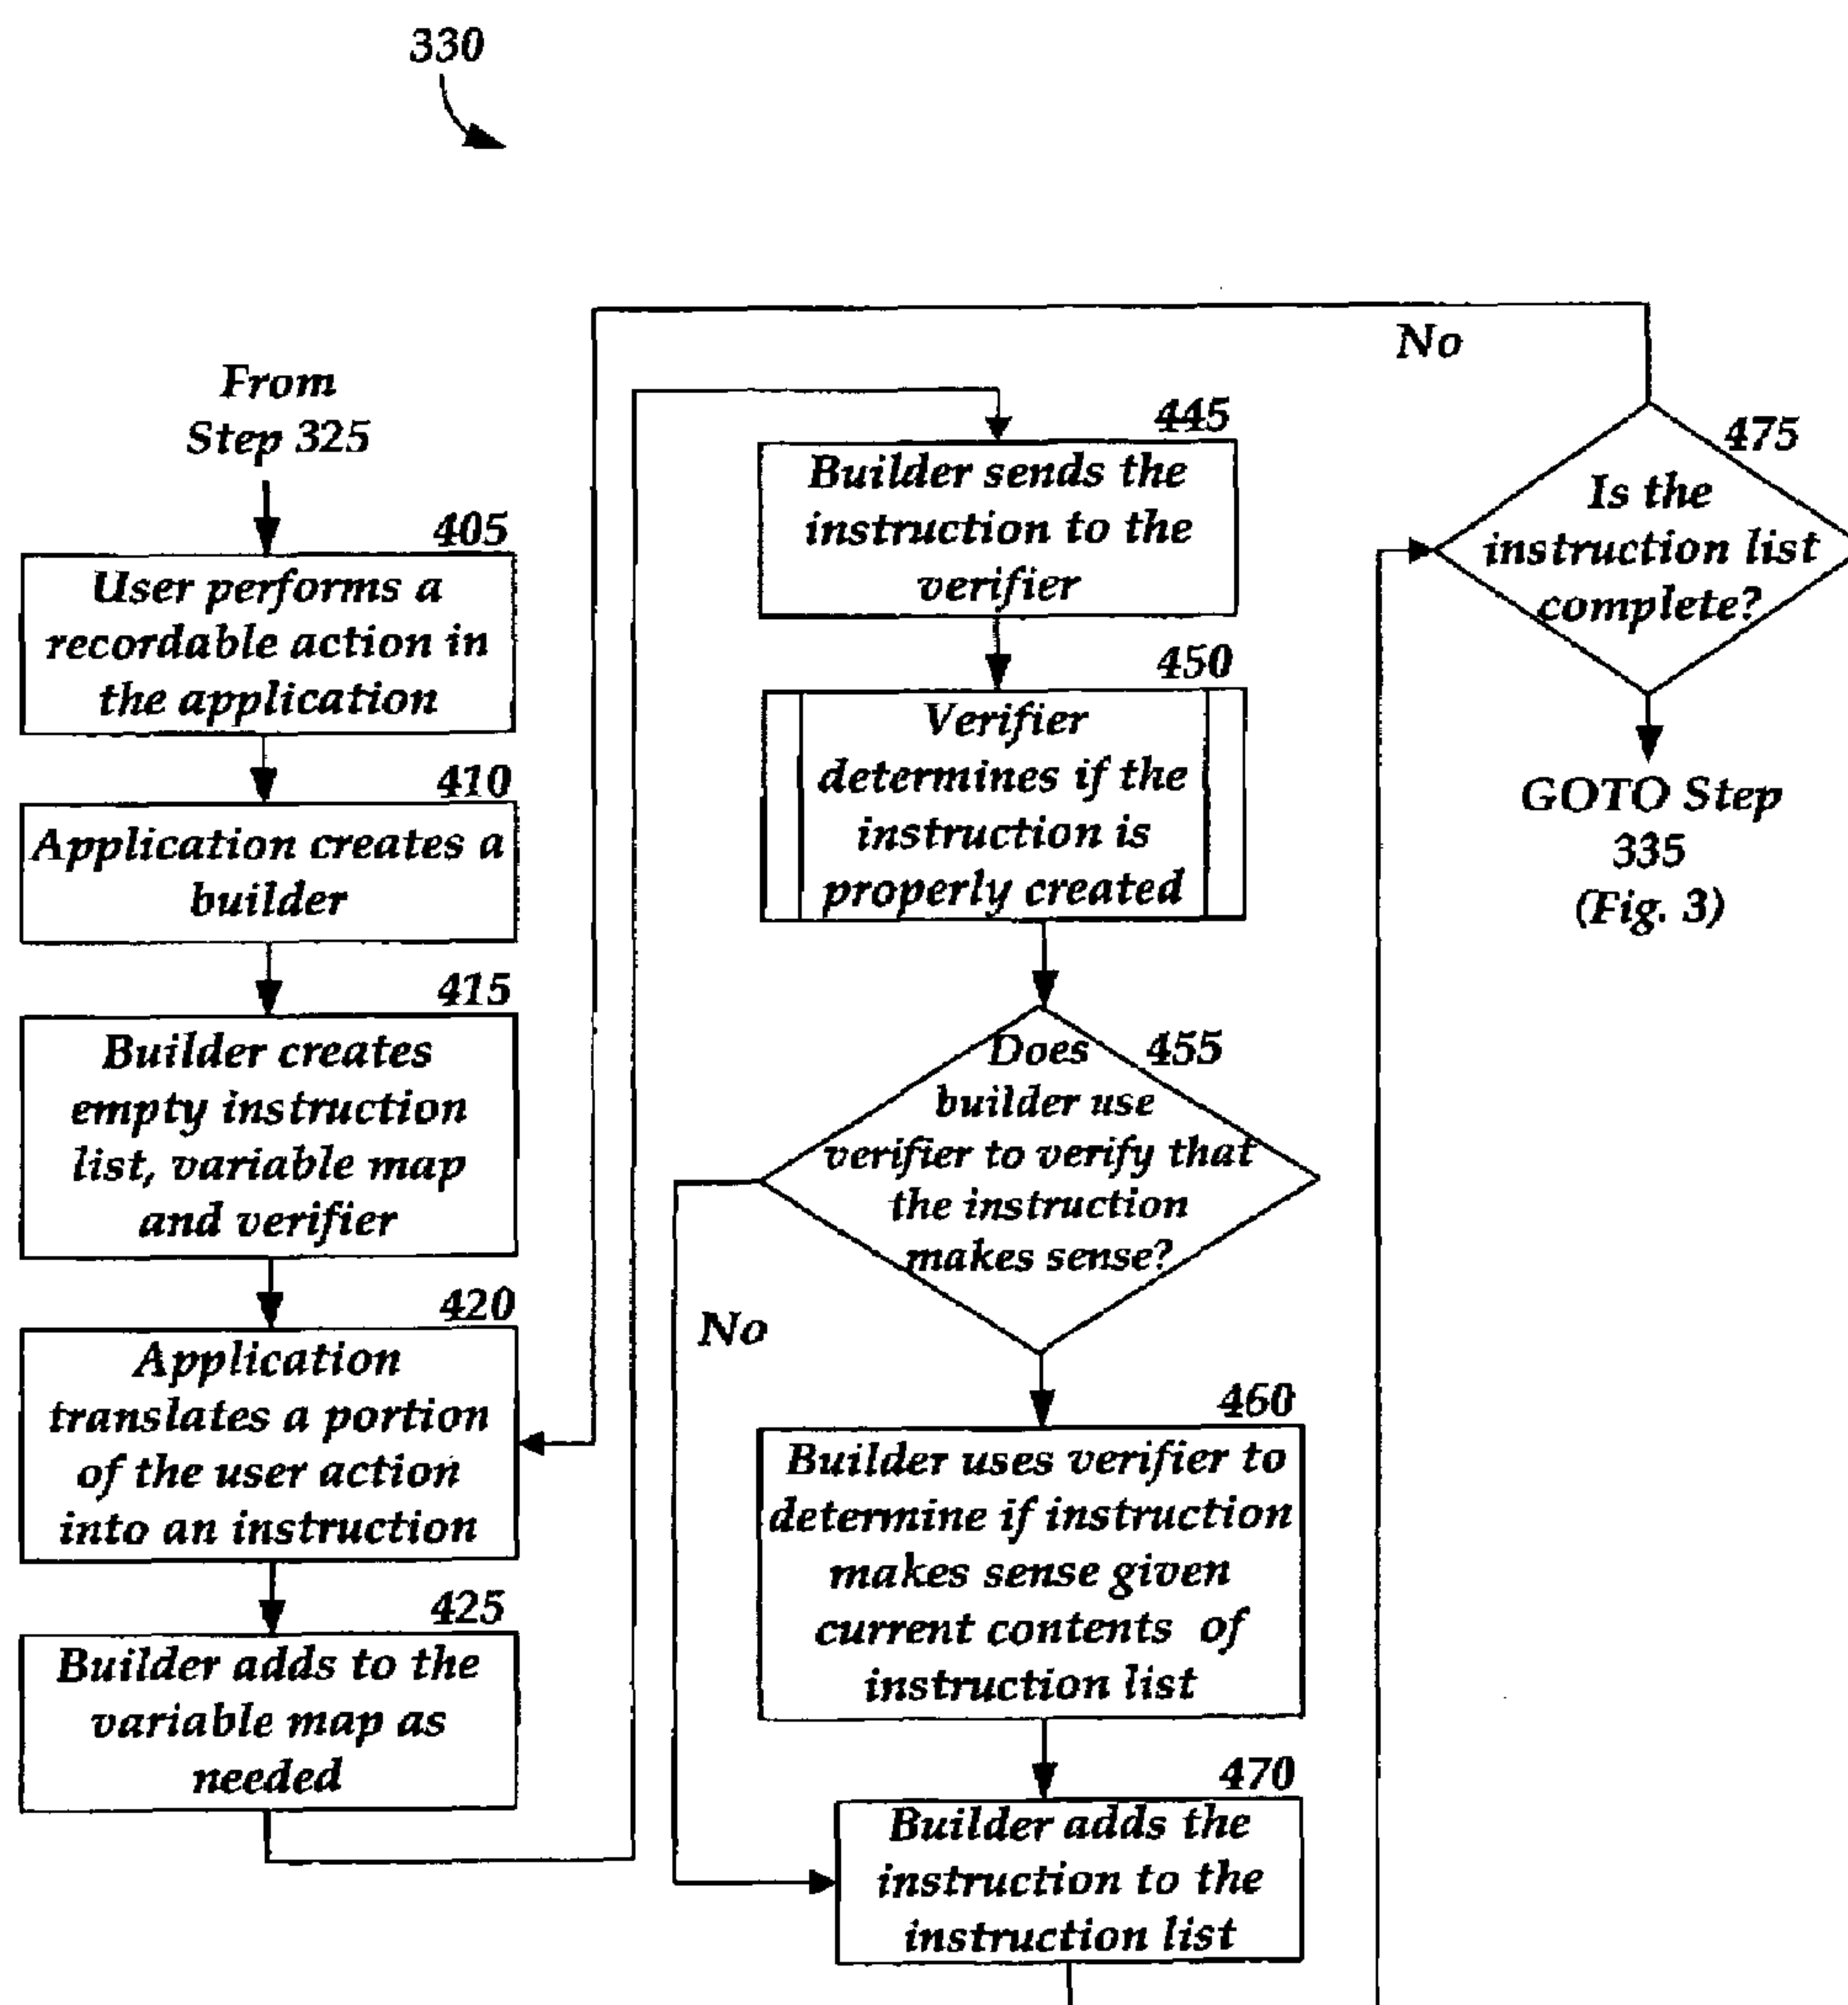 330
From
Step 325
405
User performs a
recordable action in
the application
410
Application creates a
builder
415
Builder creates
empty instruction
list, variable map
and verifier
420
Application
translates a portion
of the user action
into an instruction
425
Builder adds to the
variable map as
needed
445
Builder sends the
instruction to the
verifier
450
Verifier
determines if the
instruction is
properly created
455
Does
builder use
verifier to verify that
the instruction
makes sense?
No
460
Builder uses verifier to
determine if instruction
makes sense given
current contents of
instruction list
470
Builder adds the
instruction to the
instruction list
No
475
Is the
instruction list
complete?
GOTO Step
335
(Fig. 3)